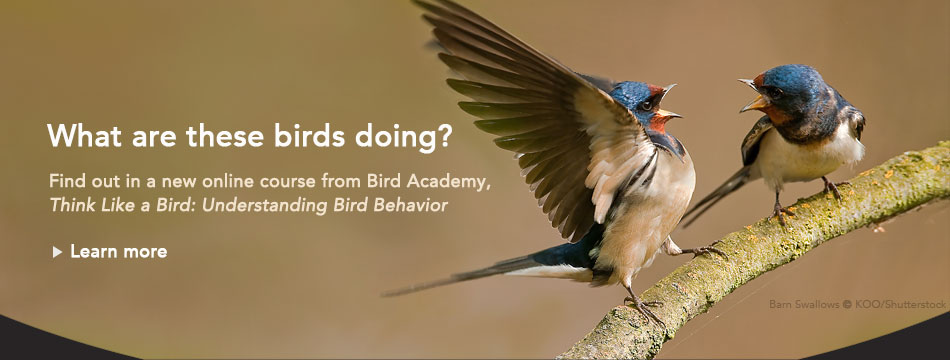 What are these birds doing?
Find out in a new online course from Bird Academy,
Think Like a Bird: Understanding Bird Behavior
Learn more
Barn Swallows © KOO/Shutterstock